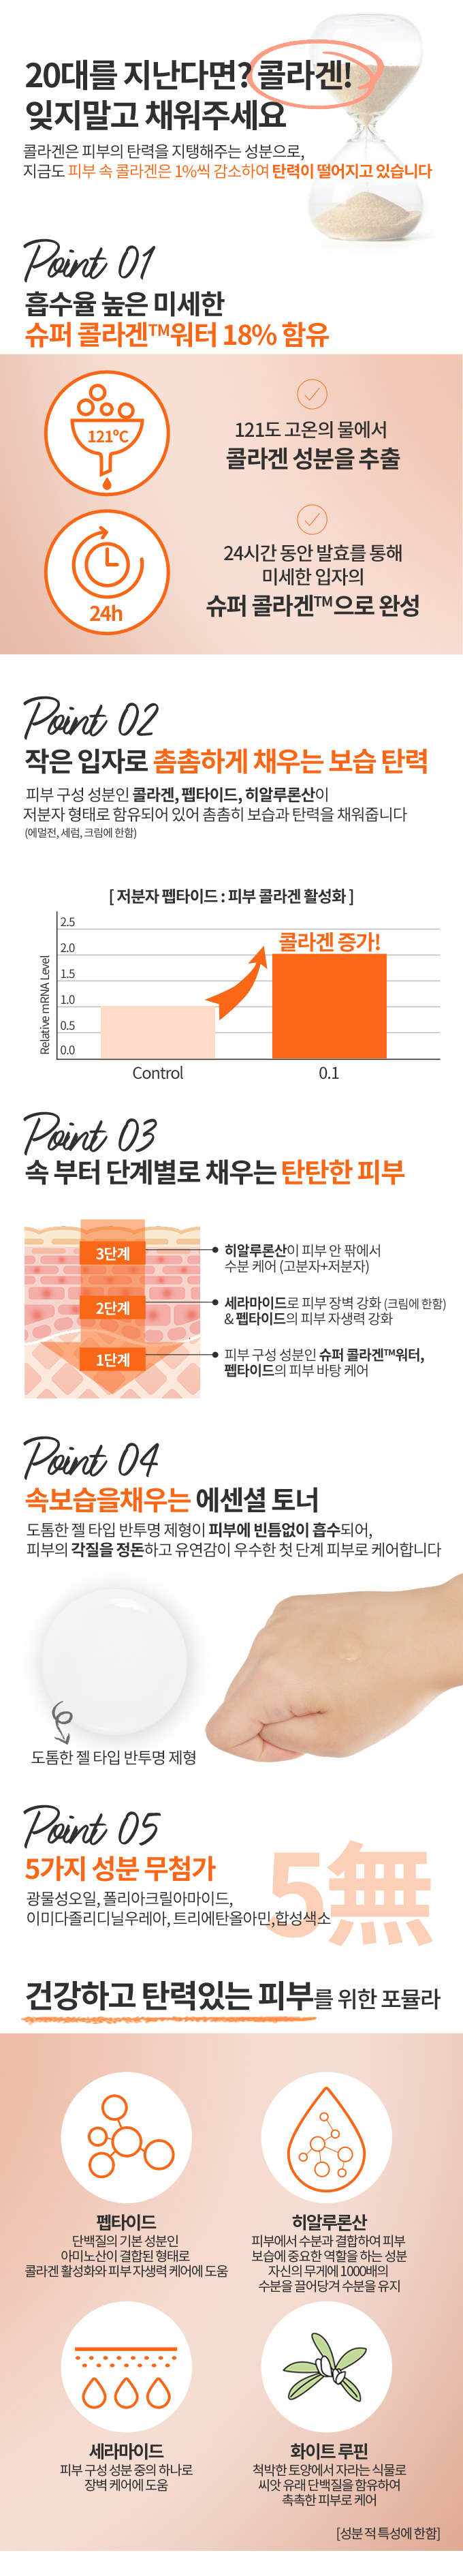 20대를 지난다면? 콜라겐!
잊지말고 채워주세요
콜라겐은 피부의 탄력을 지탱해주는 성분으로,
지금도 피부 속 콜라겐은 1%씩 감소하여 탄력이 떨어지고 있습니다
Point 01
흡수율 높은 미세한
슈퍼 콜라겐™워터 18% 함유
121℃
121도 고온의 물에서
콜라겐 성분을 추출
24h
24시간 동안 발효를 통해
미세한 입자의
슈퍼 콜라겐™으로 완성
Point 02
작은 입자로 촘촘하게 채우는 보습 탄력
피부 구성 성분인 콜라겐, 펩타이드, 히알루론산이
저분자 형태로 함유되어 있어 촘촘히 보습과 탄력을 채워줍니다
(에멀전, 세럼, 크림에 한함)
[ 저분자 펩타이드 : 피부 콜라겐 활성화 ]
콜라겐 증가!
Relative mRNA Level
2.5
2.0
1.5
1.0
0.5
0.0
Control
0.1
Point 03
속 부터 단계별로 채우는 탄탄한 피부
3단계
히알루론산이 피부 안 팎에서
수분 케어 (고분자+저분자)
2단계
세라마이드로 피부 장벽 강화 (크림에 한함)
& 펩타이드의 피부 자생력 강화
1단계
피부 구성 성분인 슈퍼 콜라겐™워터,
펩타이드의 피부 바탕 케어
Point 04
속보습을채우는 에센셜 토너
도톰한 젤 타입 반투명 제형이 피부에 빈틈없이 흡수되어,
피부의 각질을 정돈하고 유연감이 우수한 첫 단계 피부로 케어합니다
도톰한 젤 타입 반투명 제형
Point 05
5가지 성분 무첨가
광물성오일, 폴리아크릴아마이드,
이미다졸리디닐우레아, 트리에탄올아민,합성색소
5無
건강하고 탄력있는 피부를 위한 포뮬라
펩타이드
단백질의 기본 성분인
아미노산이 결합된 형태로
콜라겐 활성화와 피부 자생력 케어에 도움
히알루론산
피부에서 수분과 결합하여 피부
보습에 중요한 역할을 하는 성분
자신의 무게에 1000배의
수분을 끌어당겨 수분을 유지
세라마이드
피부 구성 성분 중의 하나로
장벽 케어에 도움
화이트 루핀
척박한 토양에서 자라는 식물로
씨앗 유래 단백질을 함유하여
촉촉한 피부로 케어
[성분 적 특성에 한함]